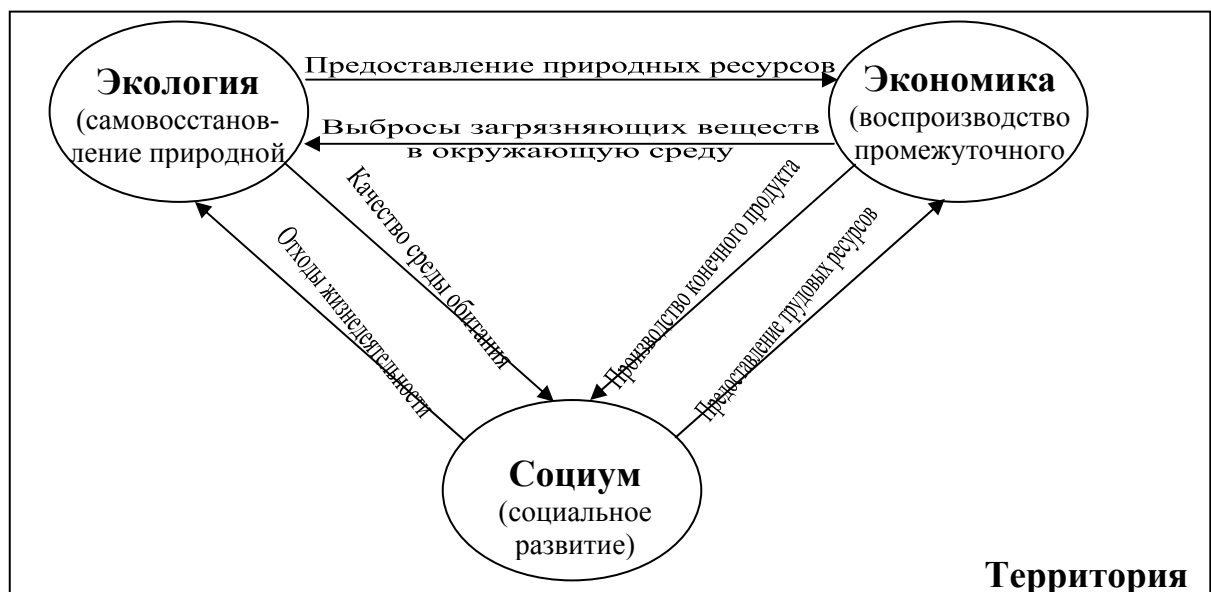 Экология
(самовосстанов-
ление природной
Предоставление природных ресурсов
Выбросы загрязняющих веществ
в окружающую среду
Экономика
(воспроизводство
промежуточного
Качество среды обитания
Отходы жизнедеятельности
Производство конечного продукта
Предоставление трудовых ресурсов
Социум
(социальное
развитие)
Территория